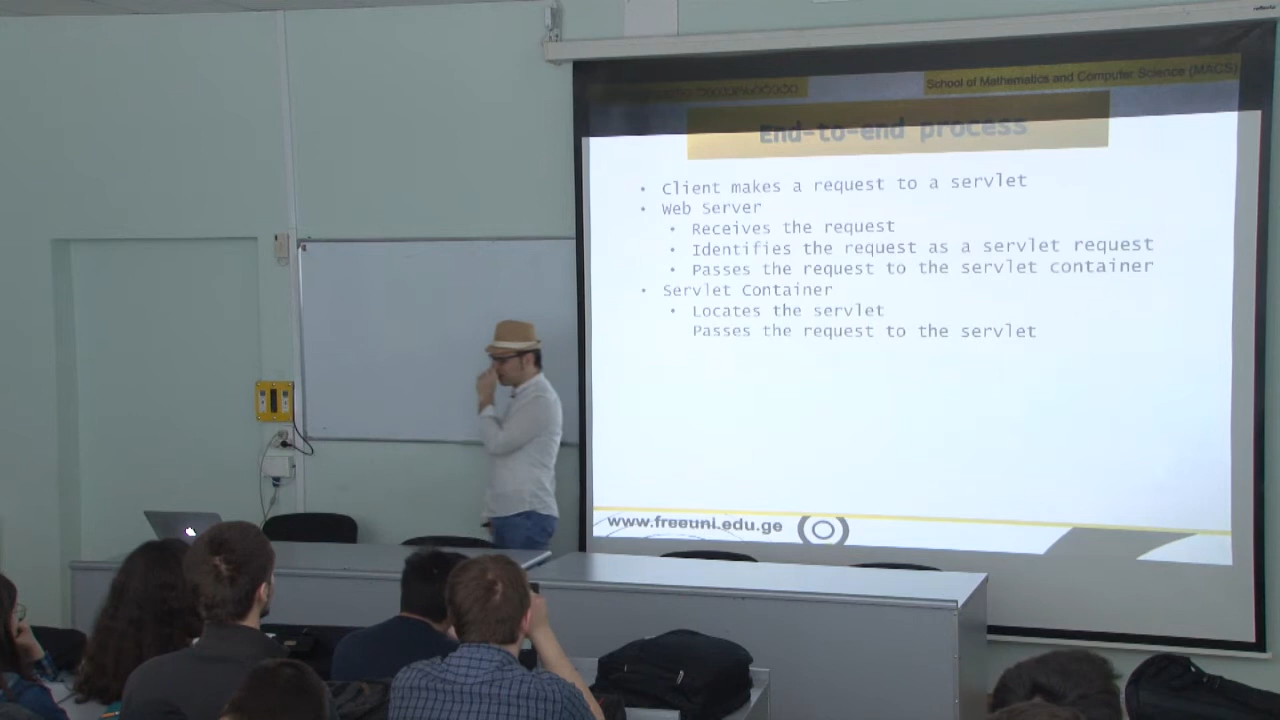 School of Mathematics and Computer Science (MACS)
End-to-end process
• Client makes a request to a servlet
• Web Server
• Receives the request
• Identifies the request as a servlet request
• Passes the request to the servlet container
• Servlet Container
• Locates the servlet
Passes the request to the servlet
www.freeuni.edu.ge